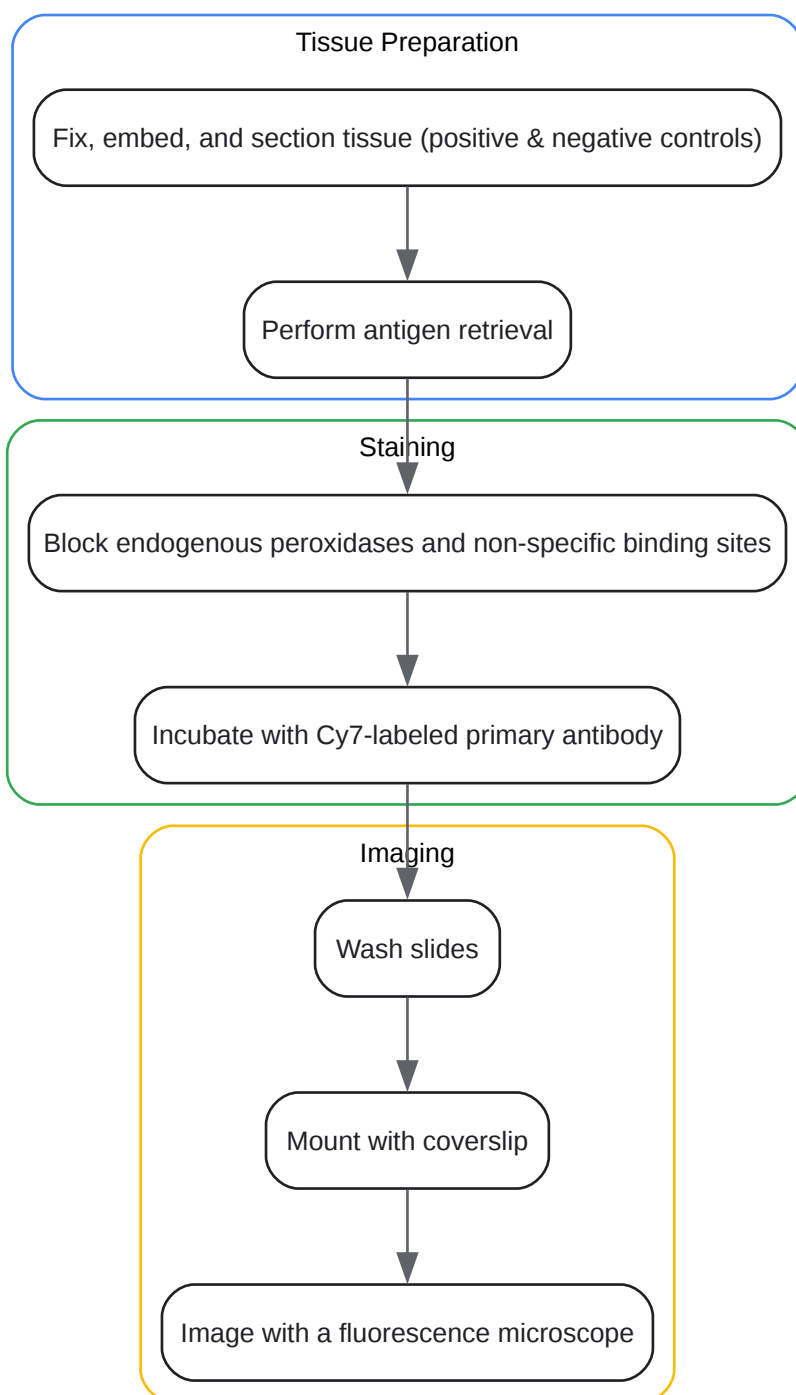 Tissue Preparation
Fix, embed, and section tissue (positive & negative controls)
Perform antigen retrieval
Staining
Block endogenous peroxidases and non-specific binding sites
Incubate with Cy7-labeled primary antibody
Imaging
Wash slides
Mount with coverslip
Image with a fluorescence microscope